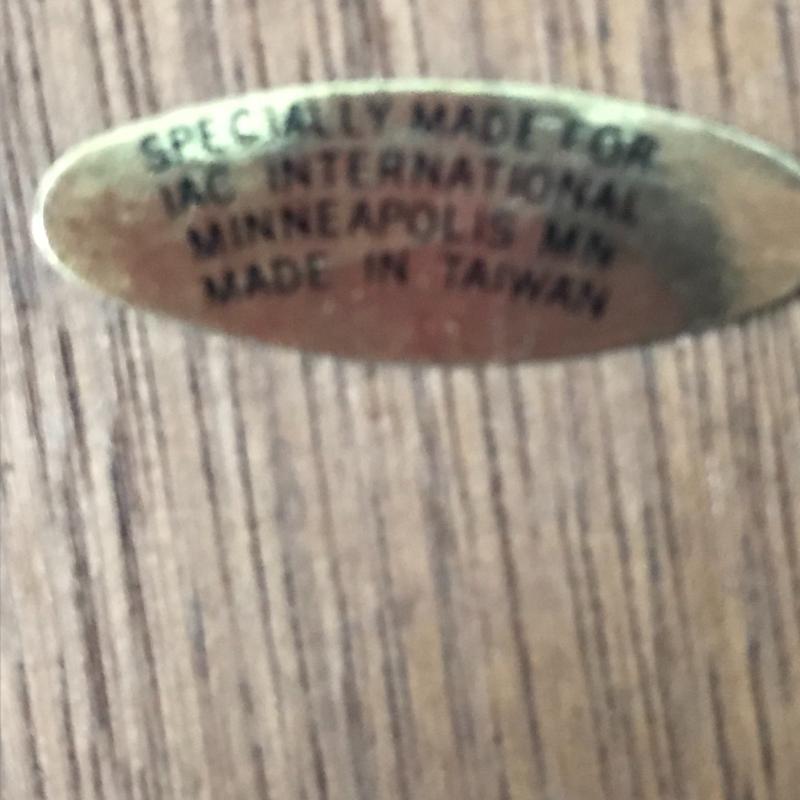 SPECIALLY MADE FOR
IAC INTERNATIONAL
MINNEAPOLIS MN
MADE IN TAIWAN